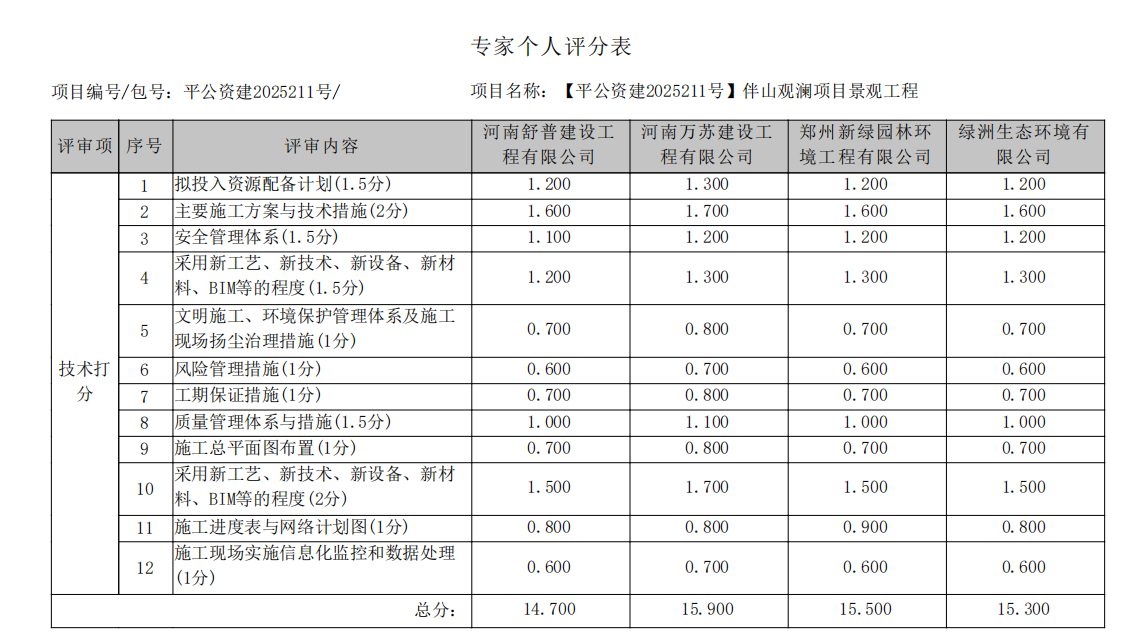 专家个人评分表
项目编号/包号：平公资建2025211号/ 项目名称：【平公资建2025211号】伴山观澜项目景观工程
评审项 序号 评审内容 河南舒普建设工程有限公司 河南万苏建设工程有限公司 郑州新绿园林环境工程有限公司 绿洲生态环境有限公司
技术打分
1 拟投入资源配备计划(1.5分) 1.200 1.300 1.200 1.200
2 主要施工方案与技术措施(2分) 1.600 1.700 1.600 1.600
3 安全管理体系(1.5分) 1.100 1.200 1.200 1.200
4 采用新工艺、新技术、新设备、新材料、BIM等的程度(1.5分) 1.200 1.300 1.300 1.300
5 文明施工、环境保护管理体系及施工现场扬尘治理措施(1分) 0.700 0.800 0.700 0.700
6 风险管理措施(1分) 0.600 0.700 0.600 0.600
7 工期保证措施(1分) 0.700 0.800 0.700 0.700
8 质量管理体系与措施(1.5分) 1.000 1.100 1.000 1.000
9 施工总平面图布置(1分) 0.700 0.800 0.700 0.700
10 采用新工艺、新技术、新设备、新材料、BIM等的程度(2分) 1.500 1.700 1.500 1.500
11 施工进度表与网络计划图(1分) 0.800 0.800 0.900 0.800
12 施工现场实施信息化监控和数据处理(1分) 0.600 0.700 0.600 0.600
总分： 14.700 15.900 15.500 15.300